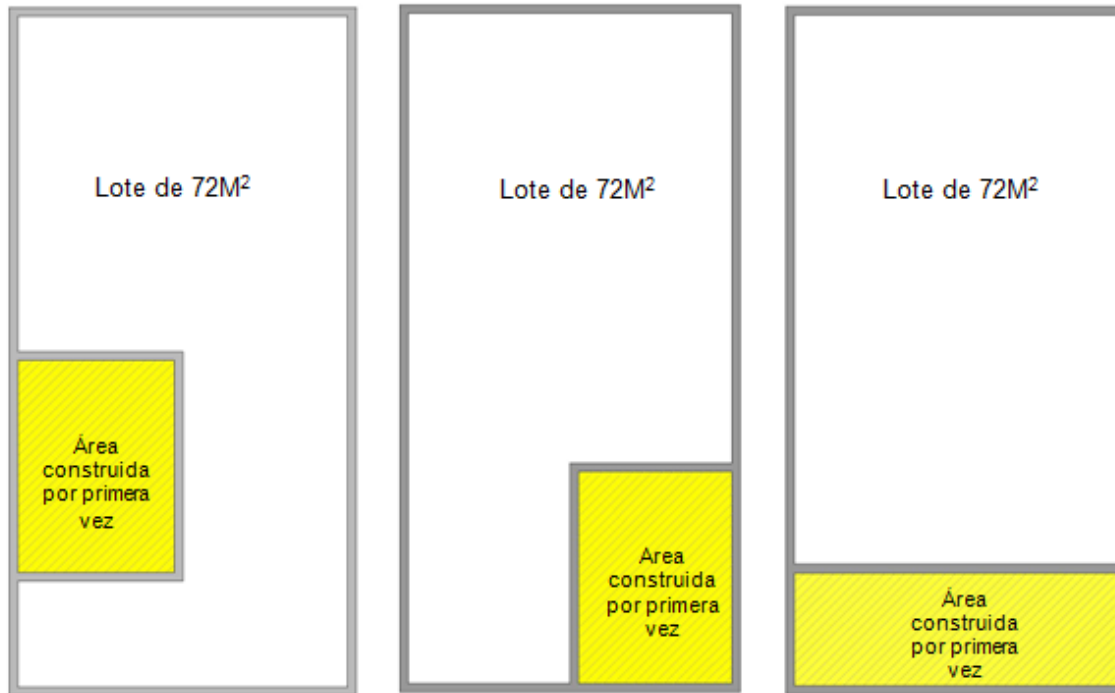 Lote de 72M²
Área
construida
por primera
vez
Lote de 72M²
Area
construida
por primera
vez
Lote de 72M²
Área
construida
por primera
vez